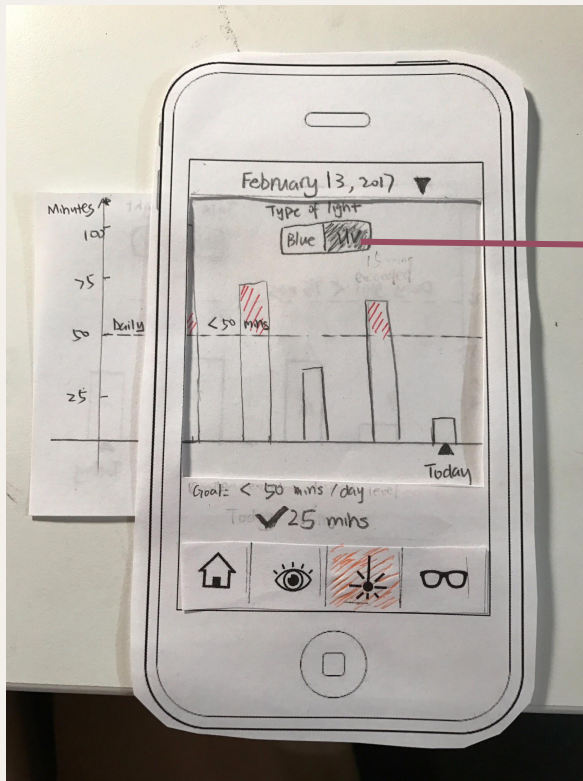 February 13, 2017
Type of light
Blue UV
Minutes
100
75
50 Daily < 50 mins
25
Today
Goal: < 50 mins / day
25 mins